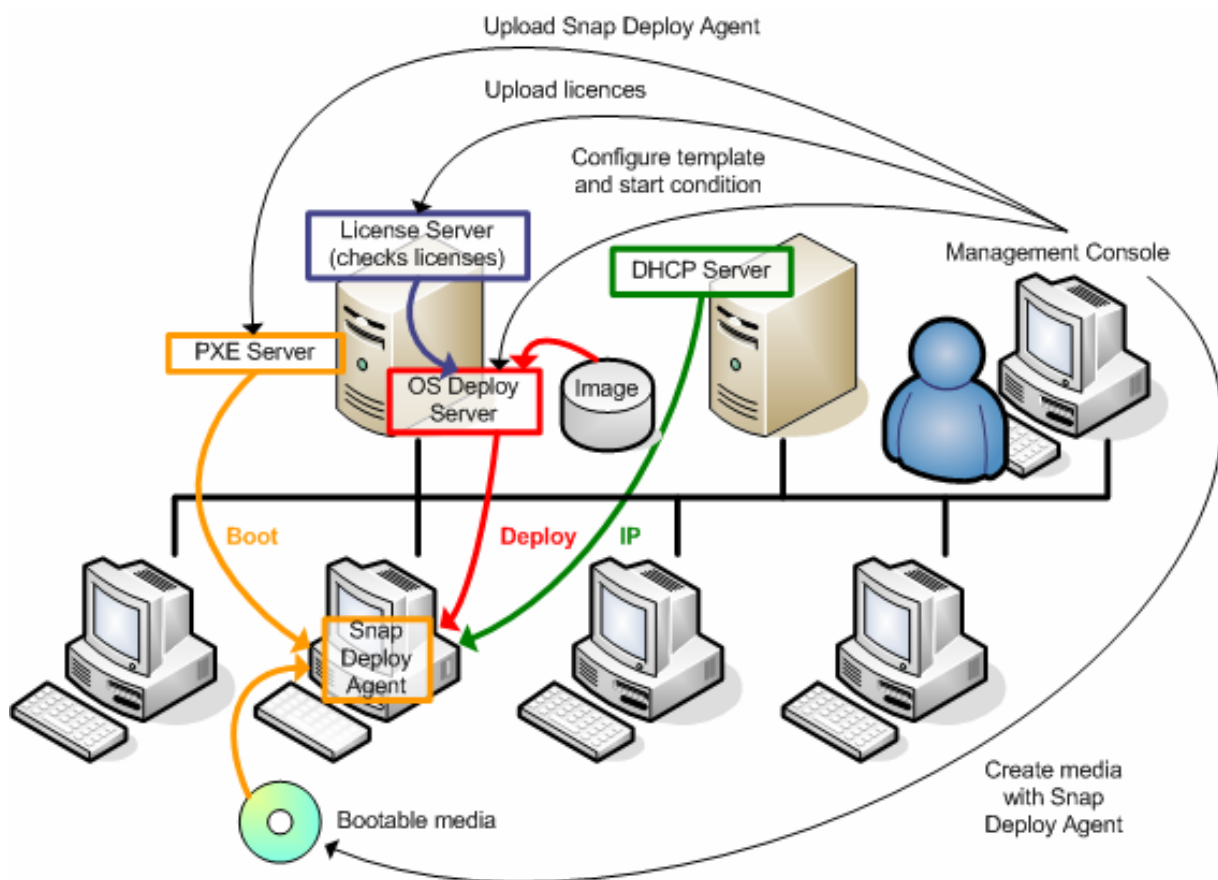 Upload Snap Deploy Agent
Upload licences
Configure template
and start condition
License Server
(checks licenses)
DHCP Server
Management Console
PXE Server
OS Deploy
Server
Image
Boot
Deploy
IP
Snap
Deploy
Agent
Bootable media
Create media
with Snap
Deploy Agent